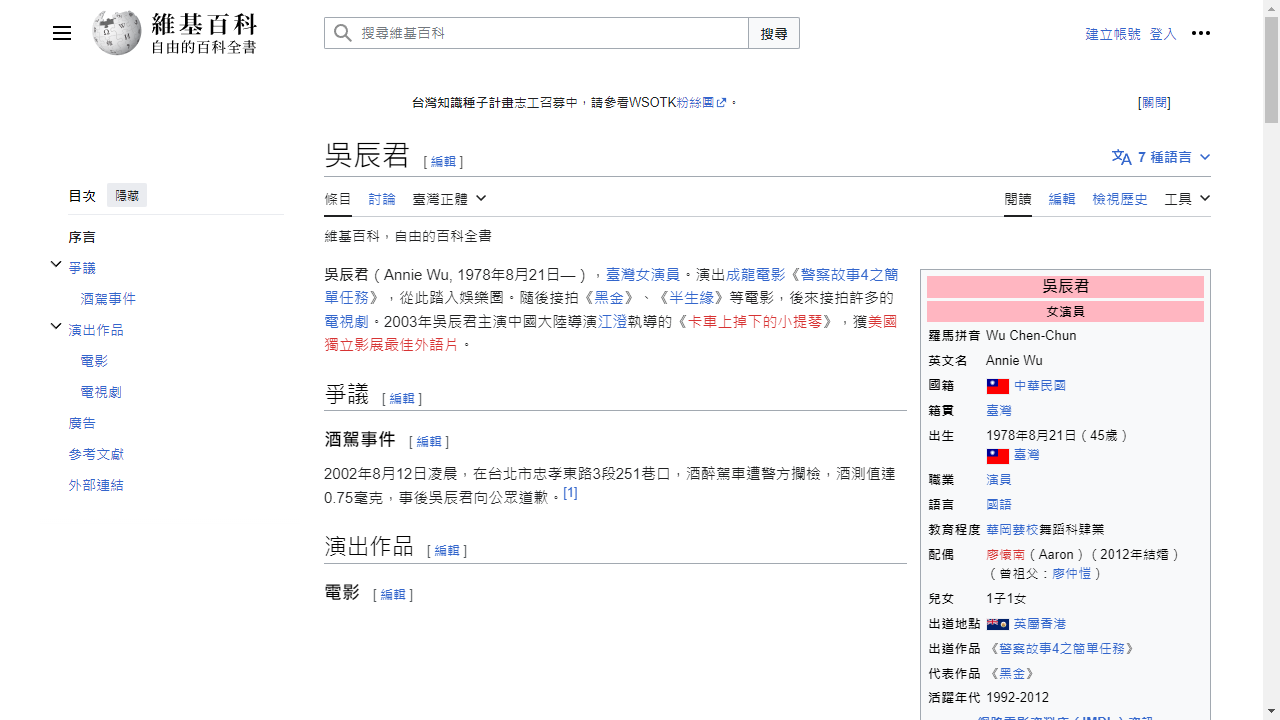 維基百科
自由的百科全書
搜尋維基百科
搜尋
建立帳號 登入
台灣知識種子計畫志工召募中，請參看WSOTK粉絲團。
[關閉]
吳辰君 [編輯]
7 種語言
目次 隱藏
序言
爭議
酒駕事件
演出作品
電影
電視劇
廣告
參考文獻
外部連結
條目 討論 臺灣正體
閱讀 編輯 檢視歷史 工具
維基百科，自由的百科全書
吳辰君（Annie Wu, 1978年8月21日—），臺灣女演員。演出成龍電影《警察故事4之簡
單任務》，從此踏入娛樂圈。隨後接拍《黑金》、《半生緣》等電影，後來接拍許多的
電視劇。2003年吳辰君主演中國大陸導演江澄執導的《卡車上掉下的小提琴》，獲美國
獨立影展最佳外語片。
爭議 [編輯]
酒駕事件 [編輯]
2002年8月12日凌晨，在台北市忠孝東路3段251巷口，酒醉駕車遭警方攔檢，酒測值達
0.75毫克，事後吳辰君向公眾道歉。[1]
演出作品 [編輯]
電影 [編輯]
吳辰君
女演員
羅馬拼音 Wu Chen-Chun
英文名 Annie Wu
國籍 中華民國
籍貫 臺灣
出生 1978年8月21日（45歲）
臺灣
職業 演員
語言 國語
教育程度 華岡藝校舞蹈科肄業
配偶 廖懷南（Aaron）（2012年結婚）
（曾祖父：廖仲愷）
兒女 1子1女
出道地點 英屬香港
出道作品 《警察故事4之簡單任務》
代表作品 《黑金》
活躍年代 1992-2012